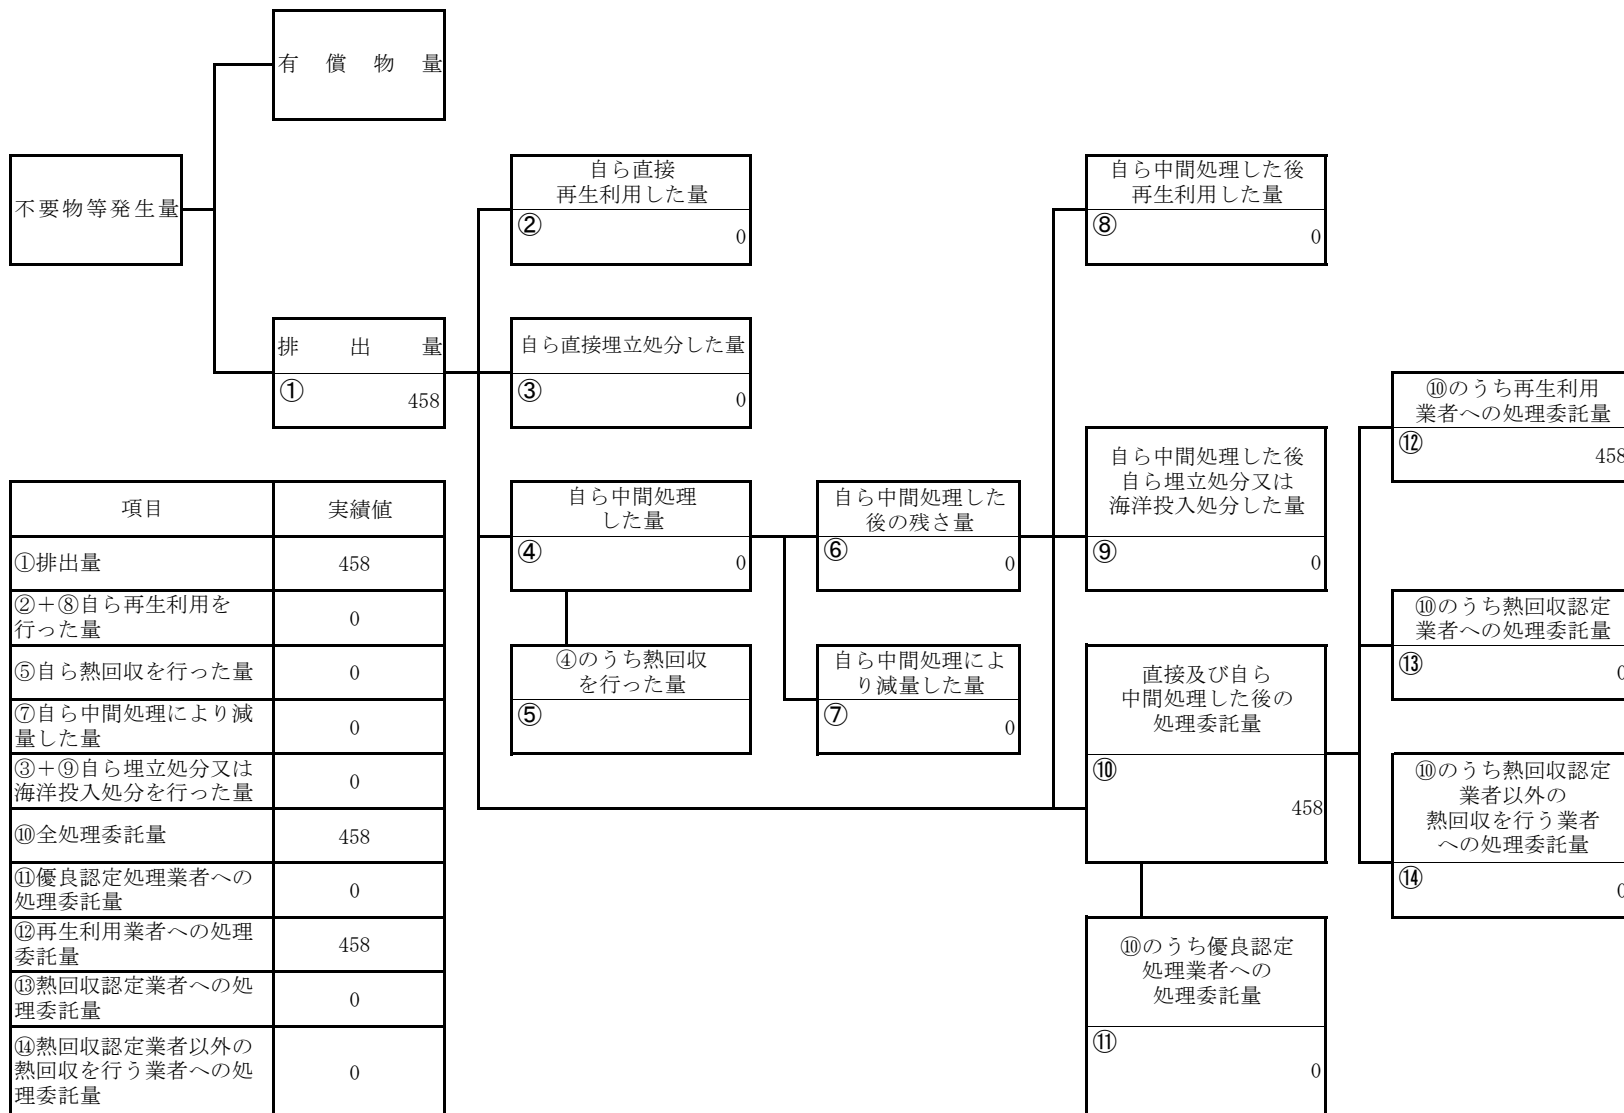 有償物量
不要物等発生量
排出量
①
458
自ら直接
再生利用した量
②
0
自ら直接埋立処分した量
③
0
自ら中間処理
した量
④
0
④のうち熱回収
を行った量
⑤
自ら中間処理した
後の残さ量
⑥
0
自ら中間処理によ
り減量した量
⑦
0
自ら中間処理した後
再生利用した量
⑧
0
自ら中間処理した後
自ら埋立処分又は
海洋投入処分した量
⑨
0
直接及び自ら
中間処理した後の
処理委託量
⑩
458
⑩のうち優良認定
処理業者への
処理委託量
⑪
0
⑩のうち再生利用
業者への処理委託量
⑫
458
⑩のうち熱回収認定
業者への処理委託量
⑬
0
⑩のうち熱回収認定
業者以外の
熱回収を行う業者
への処理委託量
⑭
0
項目 実績値
①排出量 458
②＋⑧自ら再生利用を
行った量 0
⑤自ら熱回収を行った量 0
⑦自ら中間処理により減
量した量 0
③＋⑨自ら埋立処分又は
海洋投入処分を行った量 0
⑩全処理委託量 458
⑪優良認定処理業者への
処理委託量 0
⑫再生利用業者への処理
委託量 458
⑬熱回収認定業者への処
理委託量 0
⑭熱回収認定業者以外の
熱回収を行う業者への処
理委託量 0